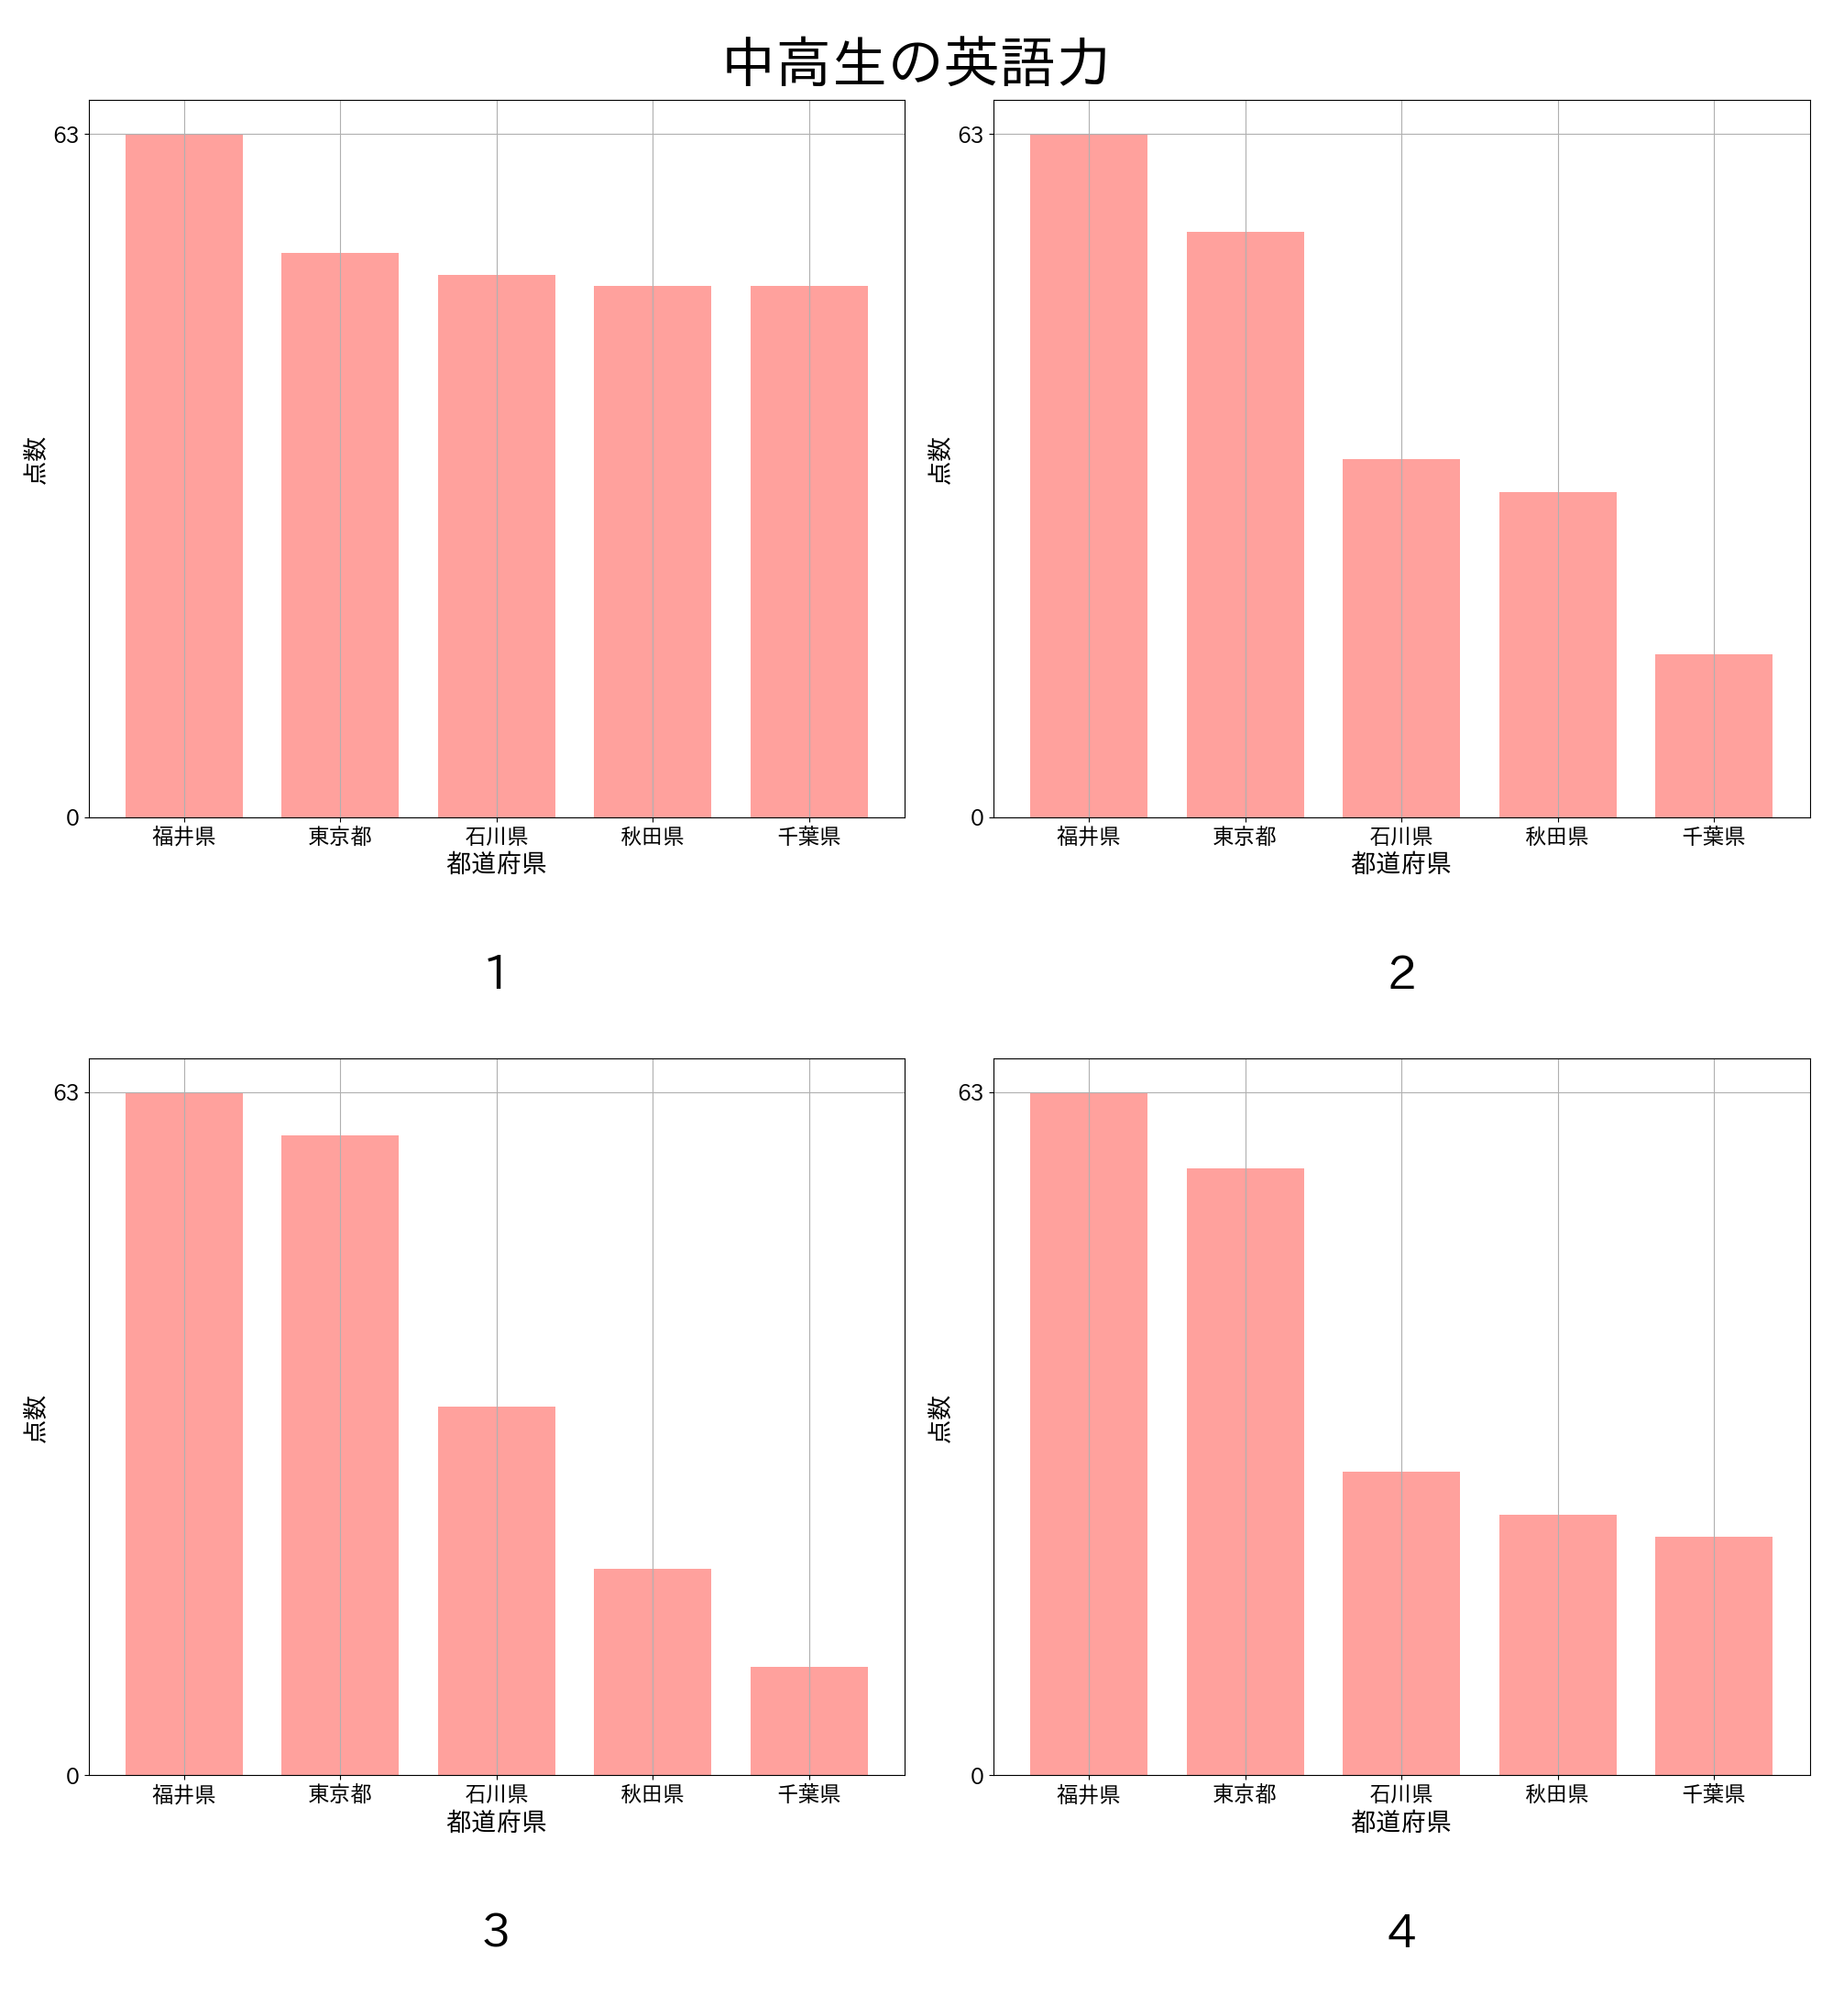 中高生の英語力
63
点数
0
福井県 東京都 石川県 秋田県 千葉県
都道府県
1
63
点数
0
福井県 東京都 石川県 秋田県 千葉県
都道府県
2
63
点数
0
福井県 東京都 石川県 秋田県 千葉県
都道府県
3
63
点数
0
福井県 東京都 石川県 秋田県 千葉県
都道府県
4